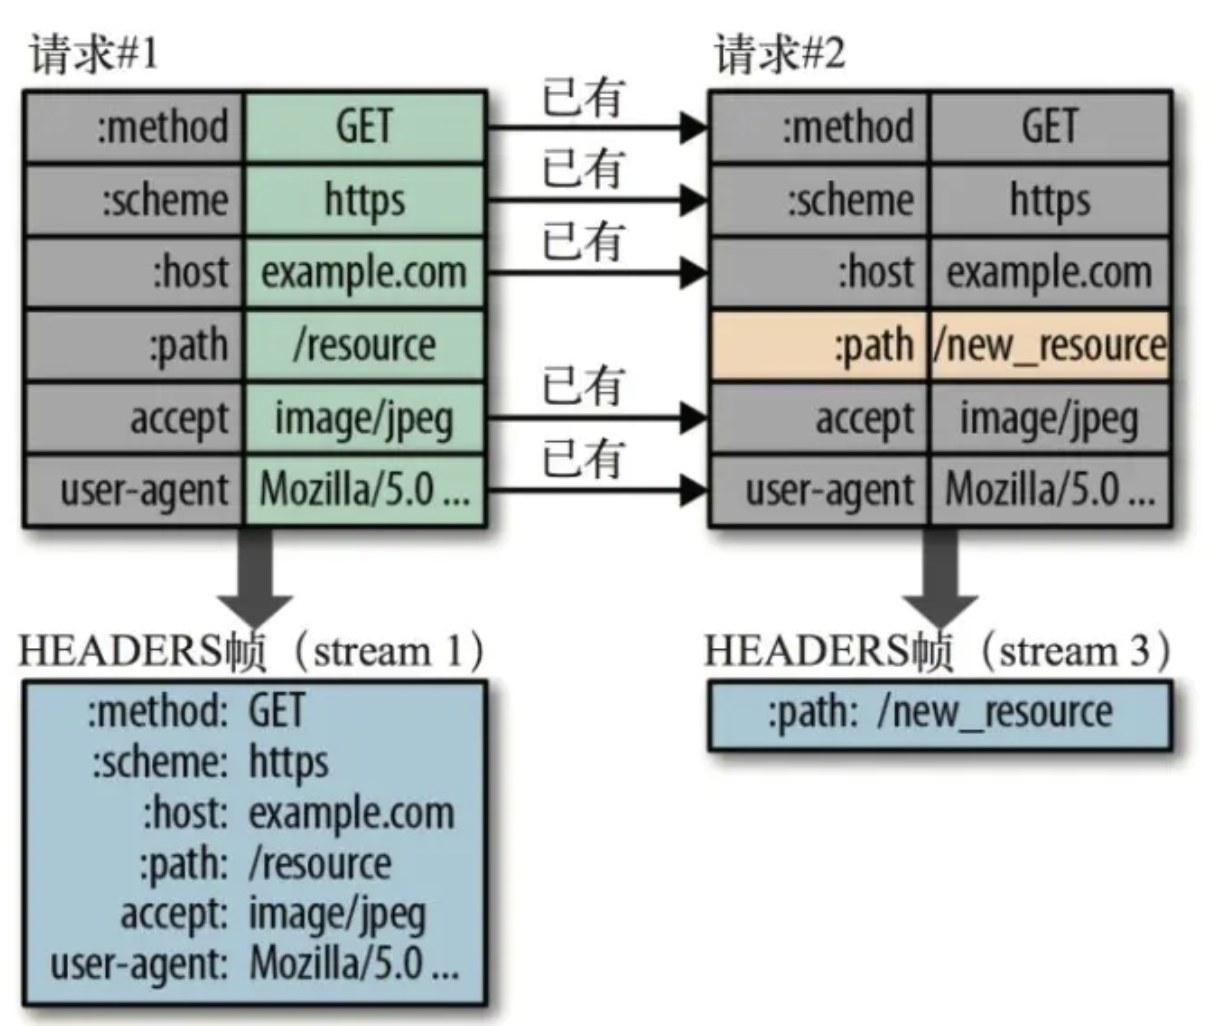 请求#1
:method GET
:scheme https
:host example.com
:path /resource
accept image/jpeg
user-agent Mozilla/5.0 ...
已有
已有
已有
已有
已有
请求#2
:method GET
:scheme https
:host example.com
:path /new_resource
accept image/jpeg
user-agent Mozilla/5.0 ...
HEADERS帧（stream 1）
:method: GET
:scheme: https
:host: example.com
:path: /resource
accept: image/jpeg
user-agent: Mozilla/5.0 ...
HEADERS帧（stream 3）
:path: /new_resource